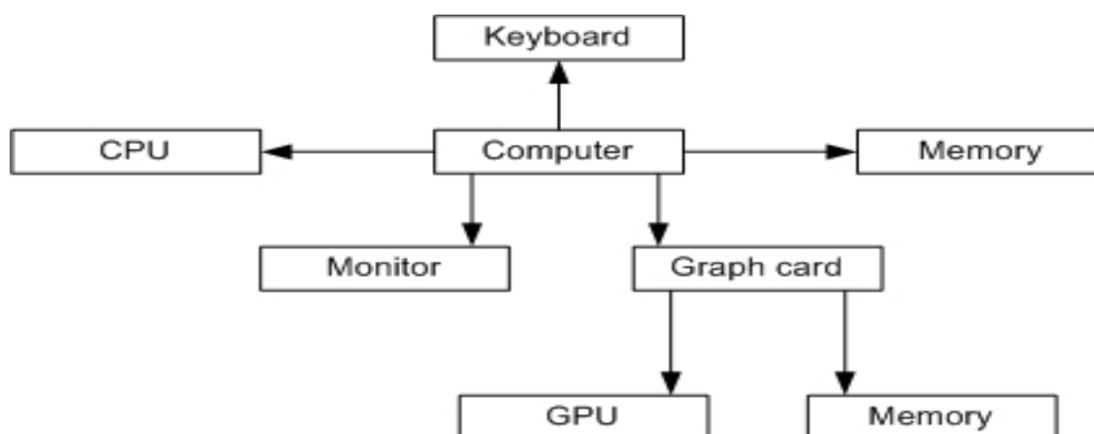 Keyboard
CPU
Computer
Memory
Monitor
Graph card
GPU
Memory